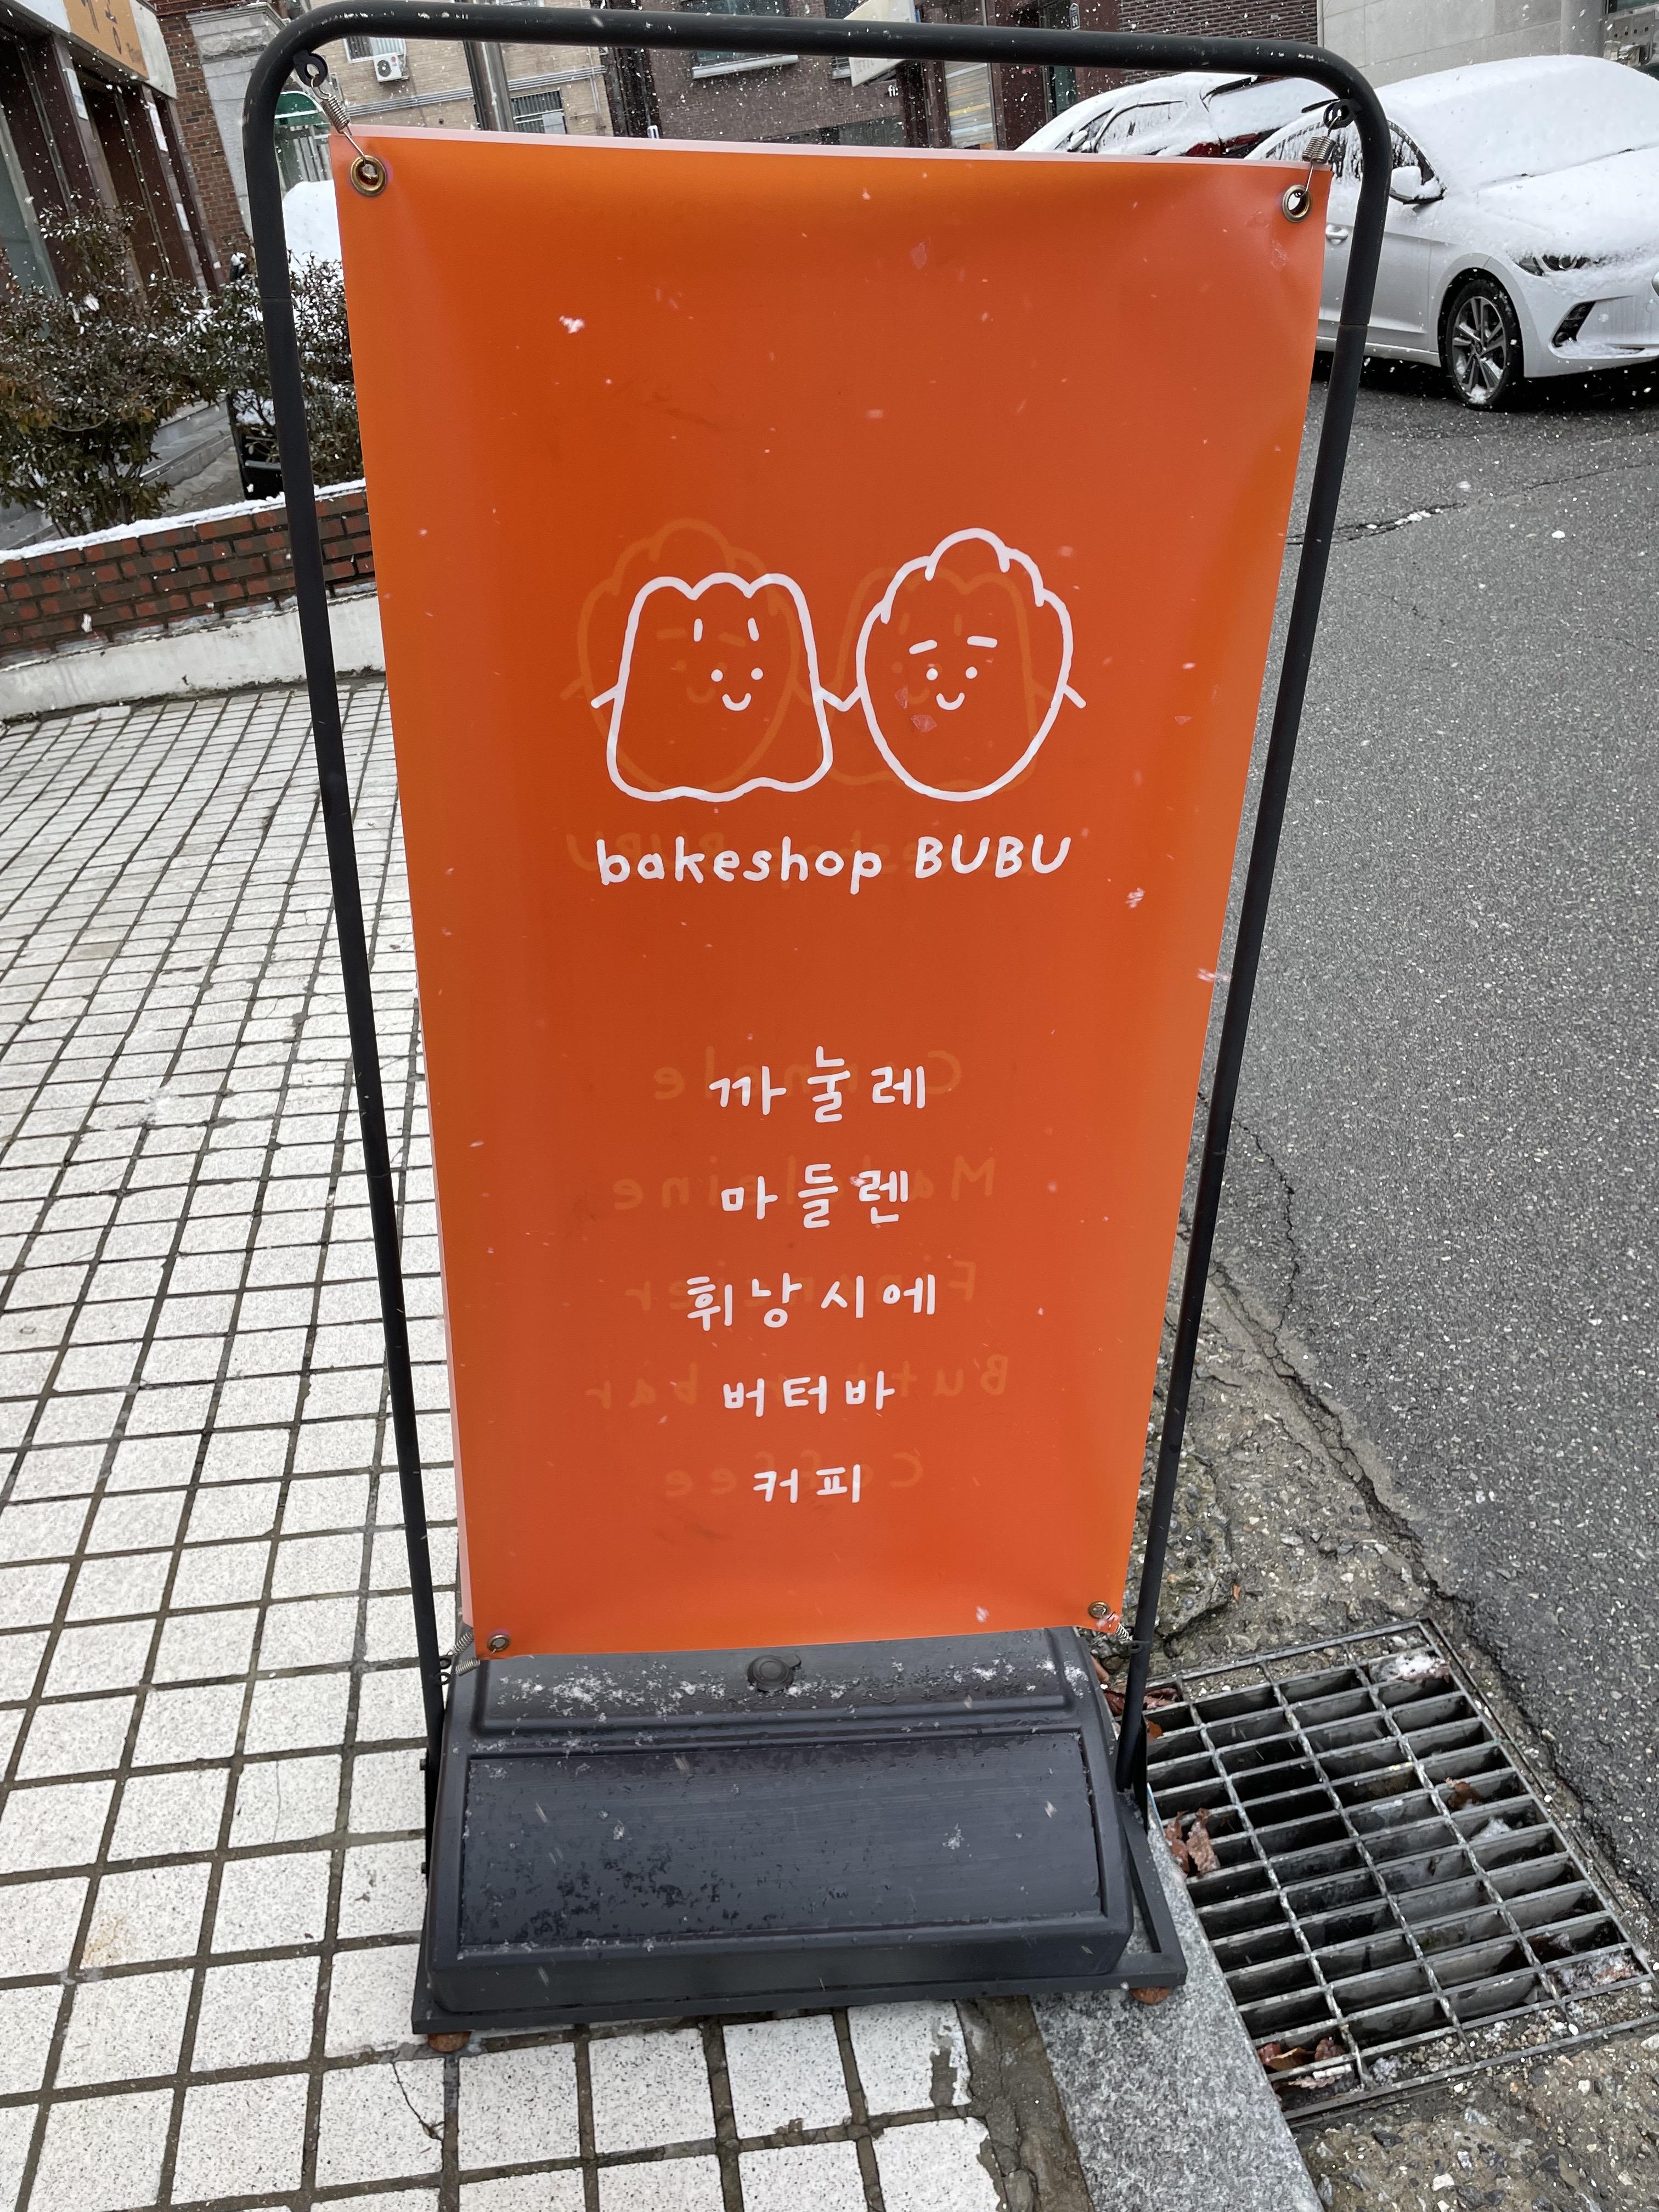 bakeshop BUBU
까눌레
마들렌
휘낭시에
버터바
커피